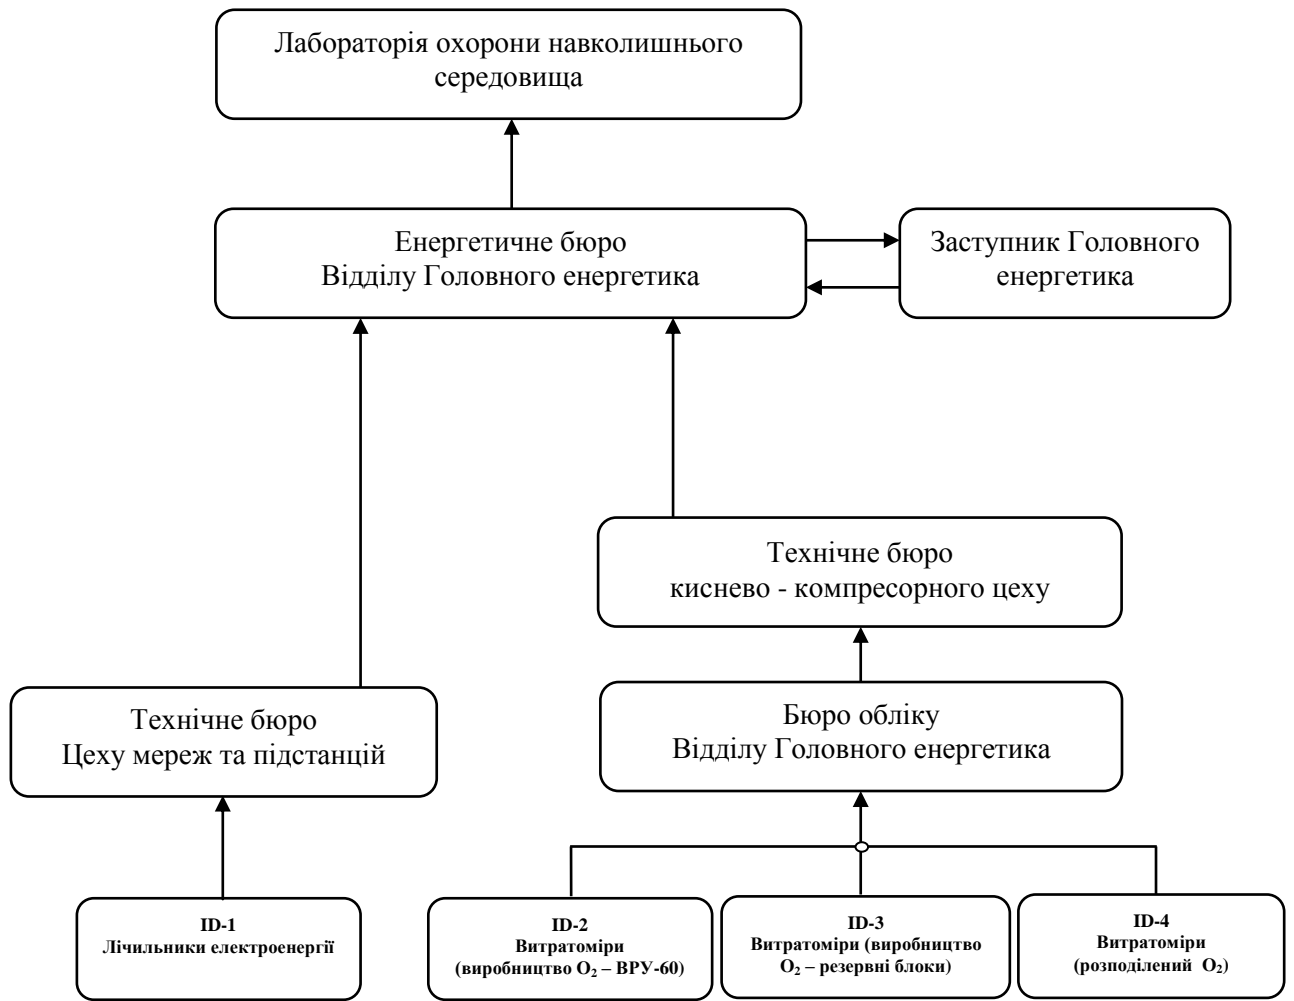 Лабораторія охорони навколишнього
середовища
Енергетичне бюро
Відділу Головного енергетика
Заступник Головного
енергетика
Технічне бюро
киснево - компресорного цеху
Технічне бюро
Цеху мереж та підстанцій
Бюро обліку
Відділу Головного енергетика
ID-1
Лічильники електроенергії
ID-2
Витратоміри
(виробництво O₂ – ВРУ-60)
ID-3
Витратоміри (виробництво
O₂ – резервні блоки)
ID-4
Витратоміри
(розподілений O₂)